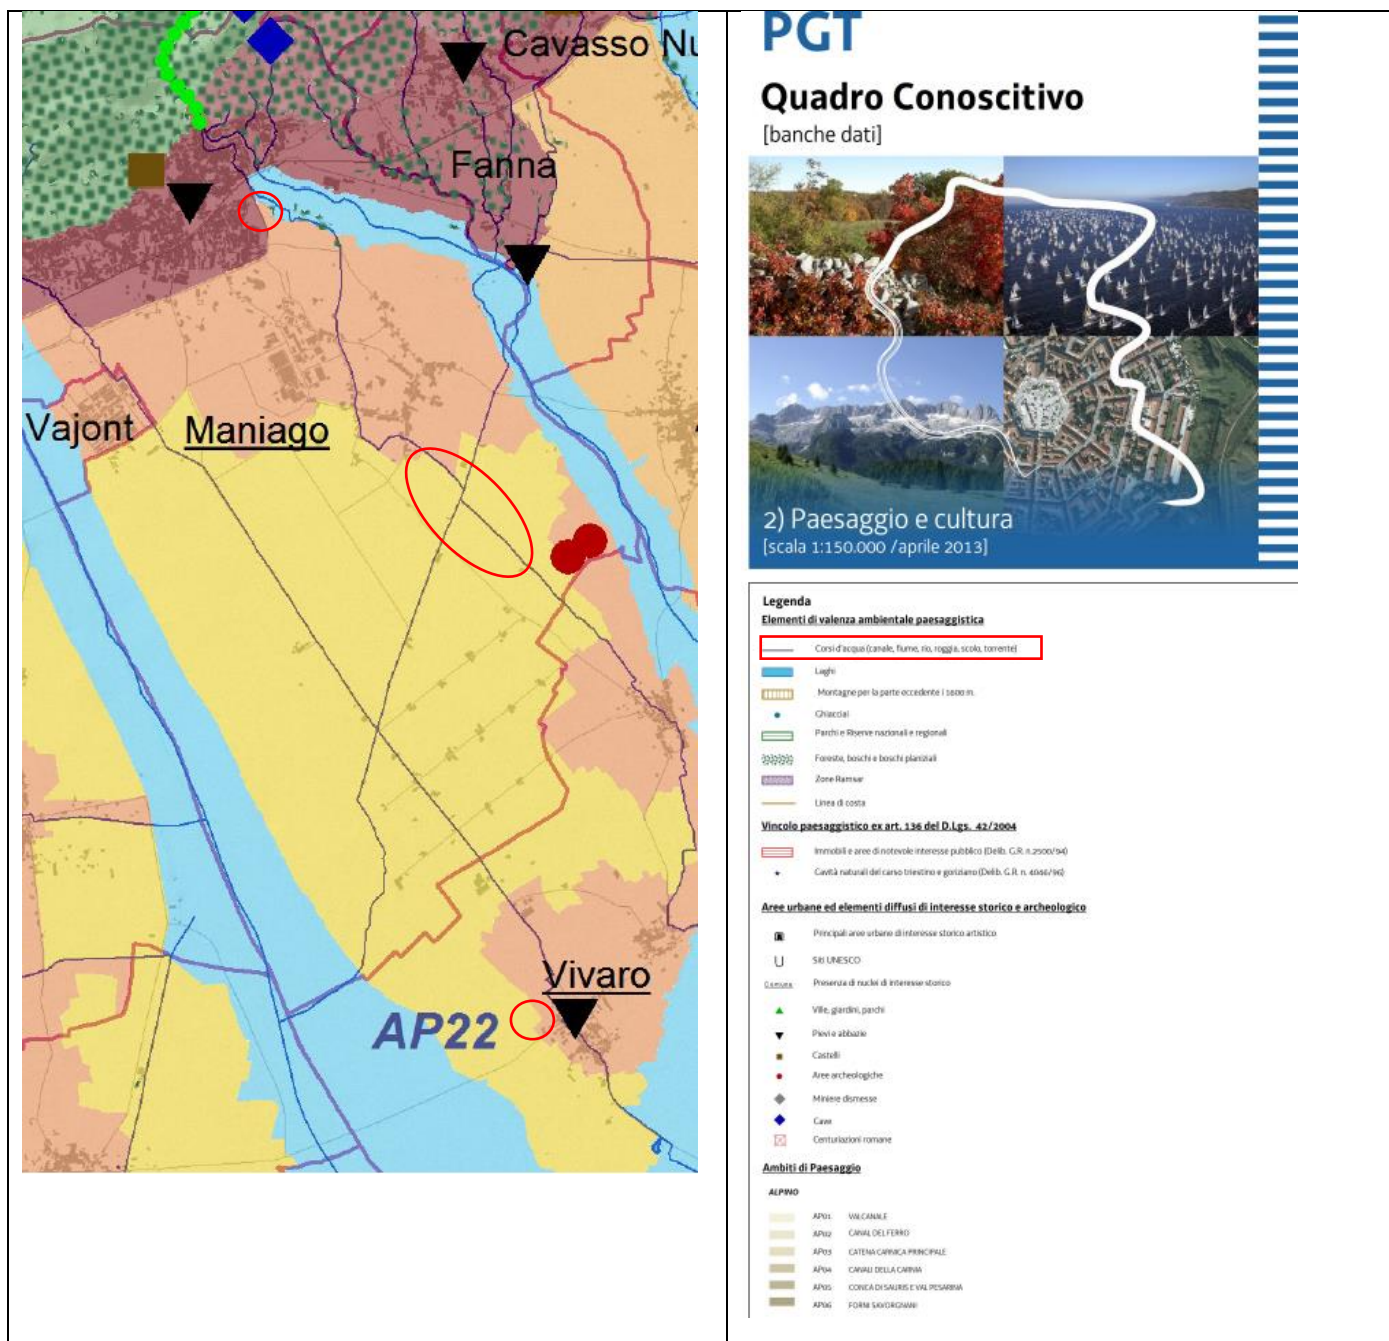 Cavasso Nu
Fanna
Vajont
Maniago
Vivaro
AP22
PGT
Quadro Conoscitivo
[banche dati]
2) Paesaggio e cultura
[scala 1:150.000 /aprile 2013]
Legenda
Elementi di valenza ambientale paesaggistica
Corsi d'acqua (canale, fiume, rio, roggia, scolo, torrente)
Laghi
Montagne per la parte eccedente i 1600 m.
Ghiacciai
Parchi e Riserve nazionali e regionali
Foreste, boschi e boschi planiziali
Zone Ramsar
Linea di costa
Vincolo paesaggistico ex art. 136 del D.Lgs. 42/2004
Immobili e aree di notevole interesse pubblico (Delib. G.R. n.2500/94)
Cavità naturali del carso triestino e goriziano (Delib. G.R. n. 4046/96)
Aree urbane ed elementi diffusi di interesse storico e archeologico
Principali aree urbane di interesse storico artistico
Siti UNESCO
Comune Presenza di nuclei di interesse storico
Ville, giardini, parchi
Pievi e abbazie
Castelli
Aree archeologiche
Miniere dismesse
Cave
Centuriazioni romane
Ambiti di Paesaggio
ALPINO
AP01 VALCANALE
AP02 CANAL DEL FERRO
AP03 CATENA CARNICA PRINCIPALE
AP04 CANALI DELLA CARNIA
AP05 CONCA DI SAURIS E VAL PESARINA
AP06 FORNI SAVORGNANI